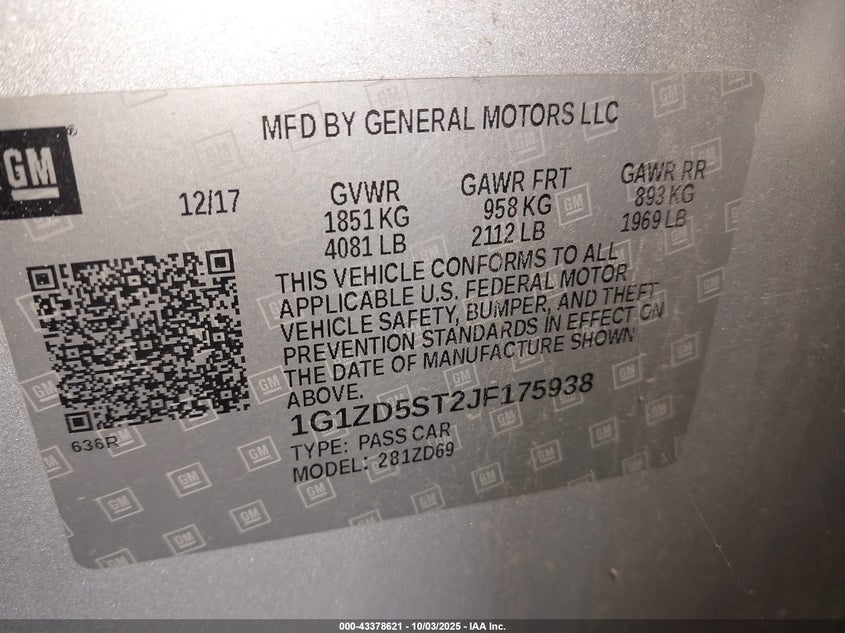 MFD BY GENERAL MOTORS LLC
GM
12/17
GVWR
1851 KG
4081 LB
GAWR FRT
958 KG
2112 LB
GAWR RR
893 KG
1969 LB
THIS VEHICLE CONFORMS TO ALL
APPLICABLE U.S. FEDERAL MOTOR
VEHICLE SAFETY, BUMPER, AND THEFT
PREVENTION STANDARDS IN EFFECT ON
THE DATE OF MANUFACTURE SHOWN
ABOVE.
1G1ZD5ST2JF175938
TYPE: PASS CAR
MODEL: 281ZD69
636R
000-43378621 - 10/03/2025 - IAA Inc.